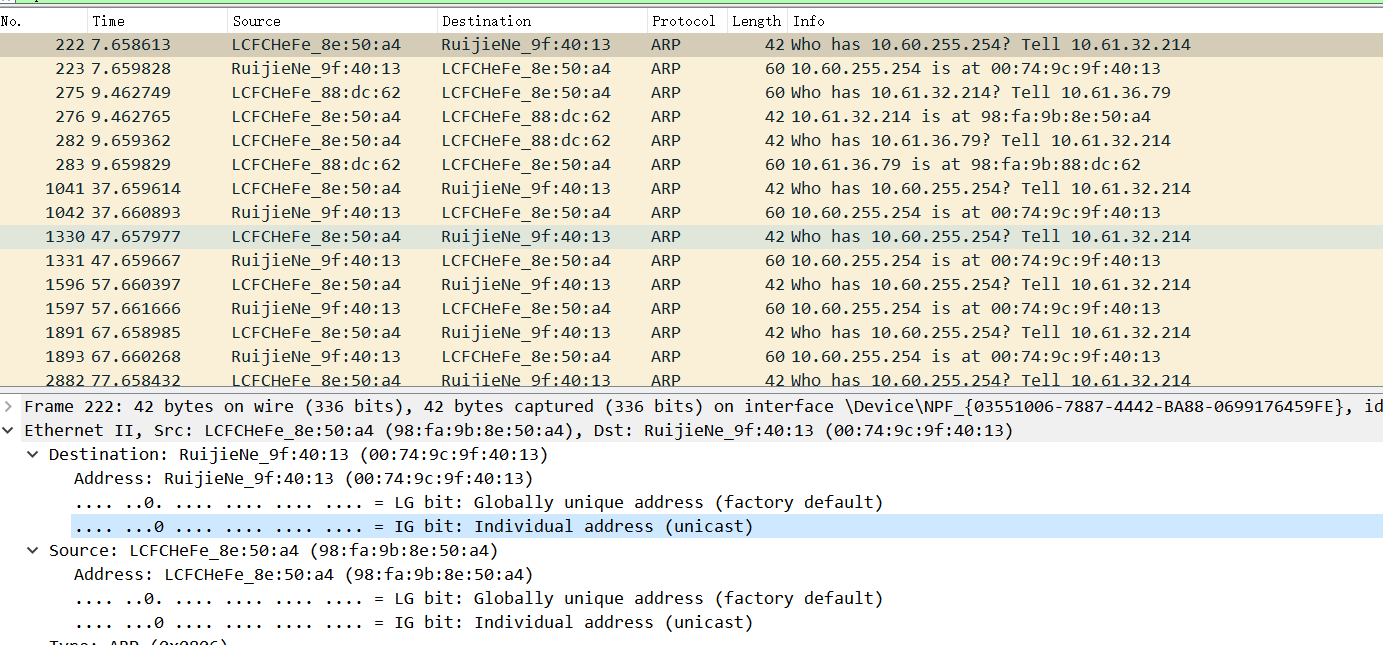 No. Time Source Destination Protocol Length Info
222 7.658613 LCFCHeFe_8e:50:a4 RuijieNe_9f:40:13 ARP 42 Who has 10.60.255.254? Tell 10.61.32.214
223 7.659828 RuijieNe_9f:40:13 LCFCHeFe_8e:50:a4 ARP 60 10.60.255.254 is at 00:74:9c:9f:40:13
275 9.462749 LCFCHeFe_88:dc:62 LCFCHeFe_8e:50:a4 ARP 60 Who has 10.61.32.214? Tell 10.61.36.79
276 9.462765 LCFCHeFe_8e:50:a4 LCFCHeFe_88:dc:62 ARP 42 10.61.32.214 is at 98:fa:9b:8e:50:a4
282 9.659362 LCFCHeFe_8e:50:a4 LCFCHeFe_88:dc:62 ARP 42 Who has 10.61.36.79? Tell 10.61.32.214
283 9.659829 LCFCHeFe_88:dc:62 LCFCHeFe_8e:50:a4 ARP 60 10.61.36.79 is at 98:fa:9b:88:dc:62
1041 37.659614 LCFCHeFe_8e:50:a4 RuijieNe_9f:40:13 ARP 42 Who has 10.60.255.254? Tell 10.61.32.214
1042 37.660893 RuijieNe_9f:40:13 LCFCHeFe_8e:50:a4 ARP 60 10.60.255.254 is at 00:74:9c:9f:40:13
1330 47.657977 LCFCHeFe_8e:50:a4 RuijieNe_9f:40:13 ARP 42 Who has 10.60.255.254? Tell 10.61.32.214
1331 47.659667 RuijieNe_9f:40:13 LCFCHeFe_8e:50:a4 ARP 60 10.60.255.254 is at 00:74:9c:9f:40:13
1596 57.660397 LCFCHeFe_8e:50:a4 RuijieNe_9f:40:13 ARP 42 Who has 10.60.255.254? Tell 10.61.32.214
1597 57.661666 RuijieNe_9f:40:13 LCFCHeFe_8e:50:a4 ARP 60 10.60.255.254 is at 00:74:9c:9f:40:13
1891 67.658985 LCFCHeFe_8e:50:a4 RuijieNe_9f:40:13 ARP 42 Who has 10.60.255.254? Tell 10.61.32.214
1893 67.660268 RuijieNe_9f:40:13 LCFCHeFe_8e:50:a4 ARP 60 10.60.255.254 is at 00:74:9c:9f:40:13
2882 77.658432 LCFCHeFe_8e:50:a4 RuijieNe_9f:40:13 ARP 42 Who has 10.60.255.254? Tell 10.61.32.214
Frame 222: 42 bytes on wire (336 bits), 42 bytes captured (336 bits) on interface \Device\NPF_{03551006-7887-4442-BA88-0699176459FE}, id
Ethernet II, Src: LCFCHeFe_8e:50:a4 (98:fa:9b:8e:50:a4), Dst: RuijieNe_9f:40:13 (00:74:9c:9f:40:13)
Destination: RuijieNe_9f:40:13 (00:74:9c:9f:40:13)
Address: RuijieNe_9f:40:13 (00:74:9c:9f:40:13)
.... ..0. .... .... .... .... = LG bit: Globally unique address (factory default)
.... ...0 .... .... .... .... = IG bit: Individual address (unicast)
Source: LCFCHeFe_8e:50:a4 (98:fa:9b:8e:50:a4)
Address: LCFCHeFe_8e:50:a4 (98:fa:9b:8e:50:a4)
.... ..0. .... .... .... .... = LG bit: Globally unique address (factory default)
.... ...0 .... .... .... .... = IG bit: Individual address (unicast)
Type: ARP (0x0806)